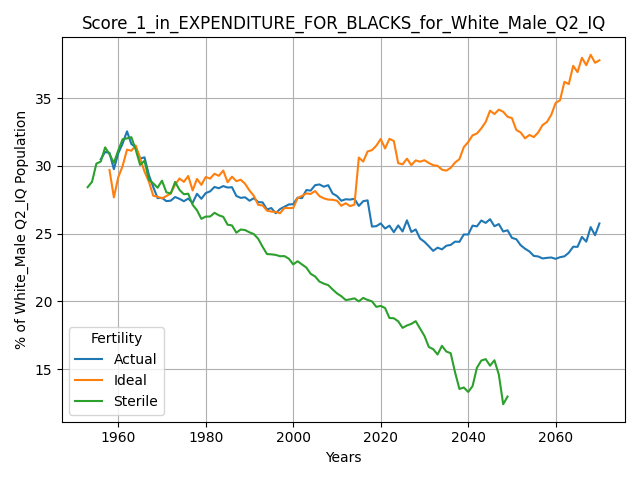 Score_1_in_EXPENDITURE_FOR_BLACKS_for_White_Male_Q2_IQ
% of White_Male Q2_IQ Population
35
30
25
20
15
Fertility
Actual
Ideal
Sterile
1960 1980 2000 2020 2040 2060
Years